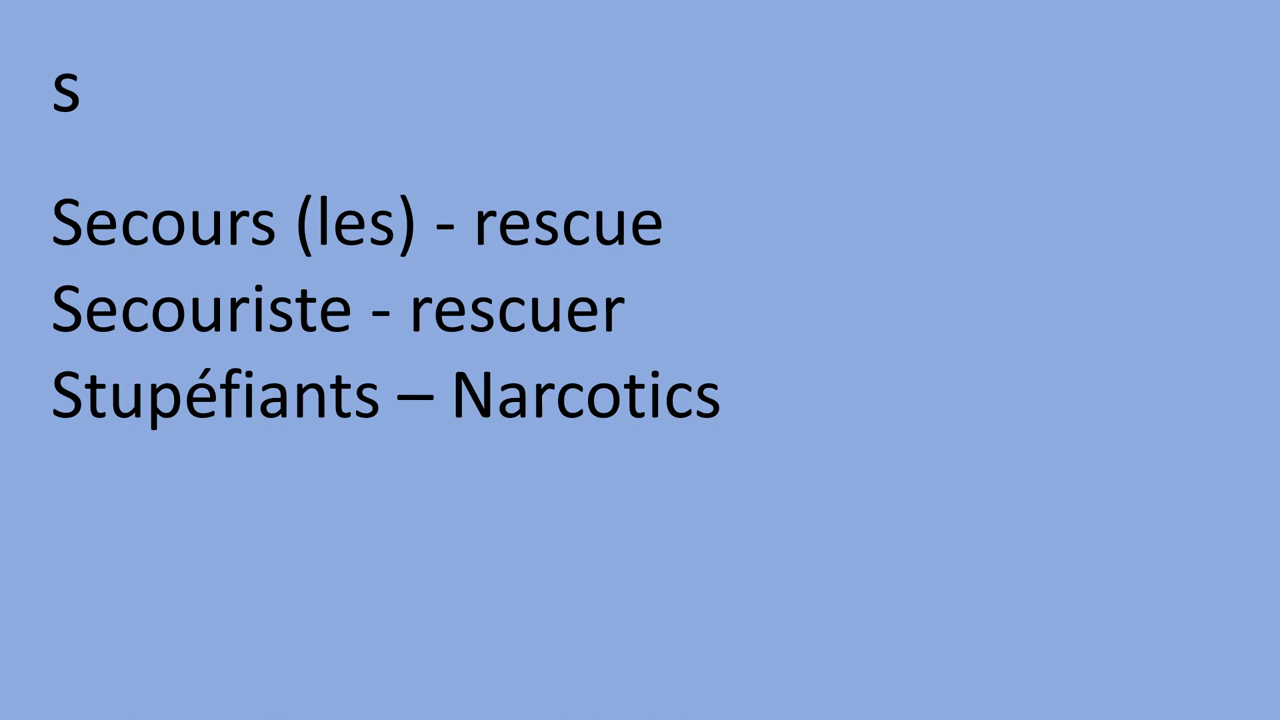 s
Secours (les) - rescue
Secouriste - rescuer
Stupéfiants – Narcotics